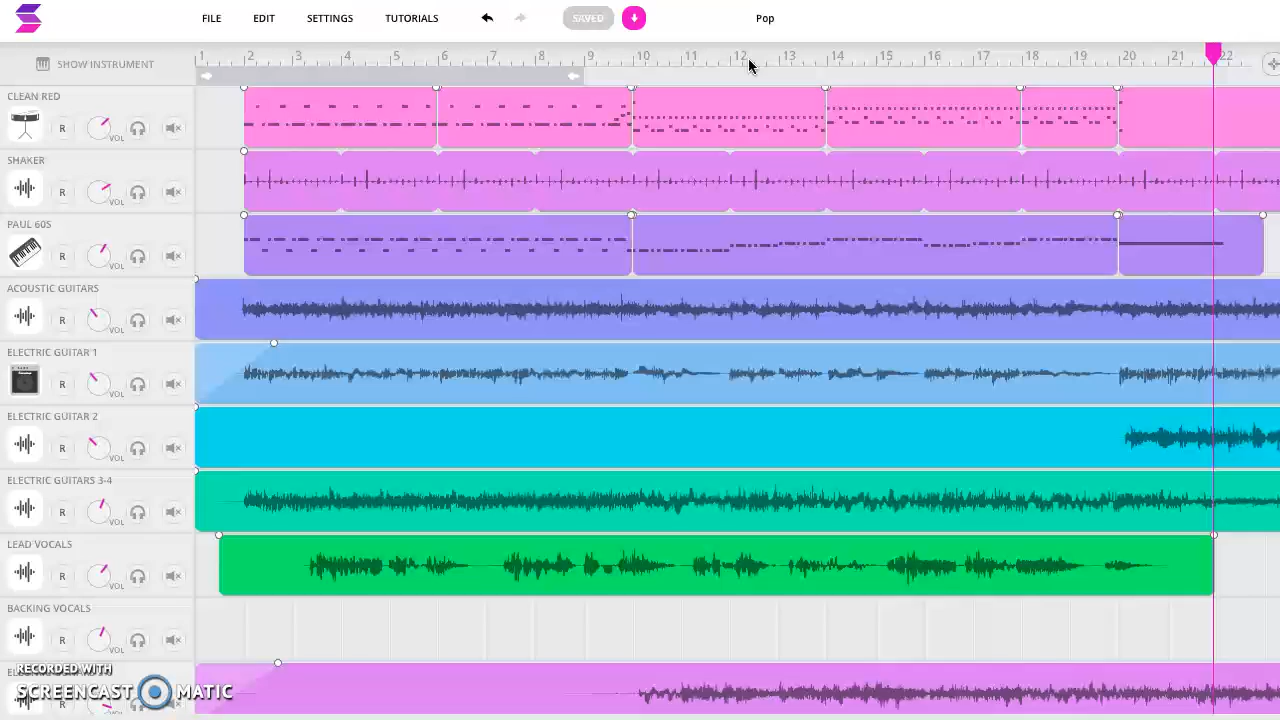 FILE EDIT SETTINGS TUTORIALS SAVED Pop
SHOW INSTRUMENT 1 2 3 4 5 6 7 8 9 10 11 12 13 14 15 16 17 18 19 20 21 22
CLEAN RED
R VOL
SHAKER
R VOL
PAUL 60S
R VOL
ACOUSTIC GUITARS
R VOL
ELECTRIC GUITAR 1
R VOL
ELECTRIC GUITAR 2
R VOL
ELECTRIC GUITARS 3-4
R VOL
LEAD VOCALS
R VOL
BACKING VOCALS
R VOL
RECORDED WITH
SCREENCAST MATIC